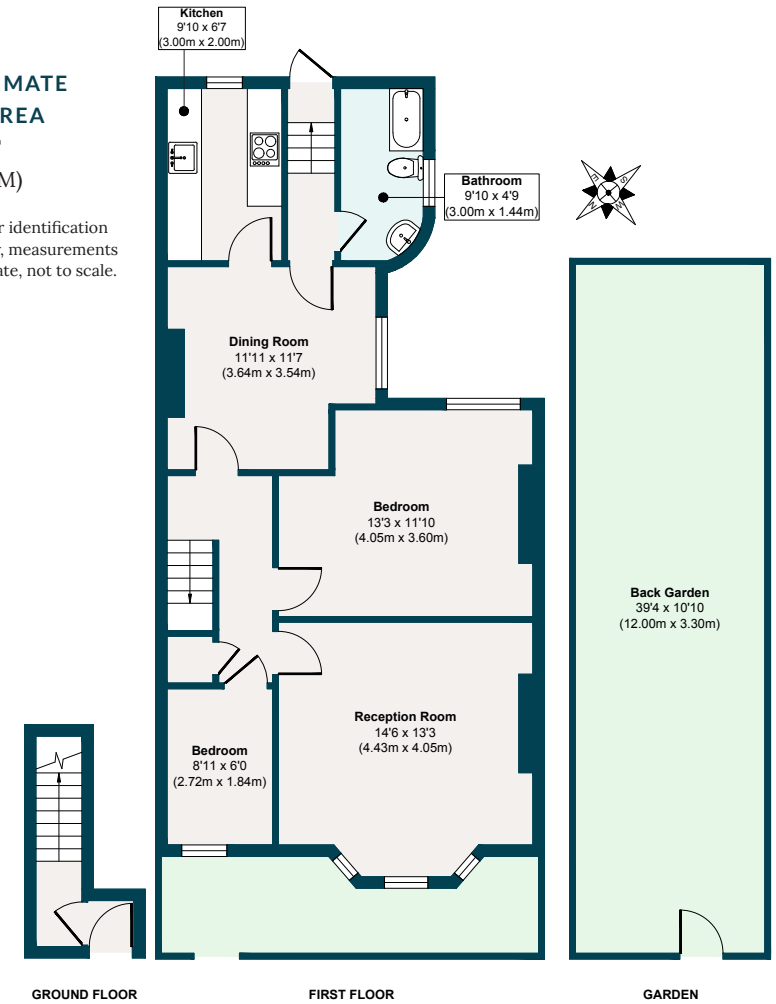 Kitchen
9'10 x 6'7
(3.00m x 2.00m)
MATE
REA
M)
r identification
, measurements
ate, not to scale.
Bathroom
9'10 x 4'9
(3.00m x 1.44m)
E
S
N
W
Dining Room
11'11 x 11'7
(3.64m x 3.54m)
Bedroom
13'3 x 11'10
(4.05m x 3.60m)
Back Garden
39'4 x 10'10
(12.00m x 3.30m)
Reception Room
14'6 x 13'3
(4.43m x 4.05m)
Bedroom
8'11 x 6'0
(2.72m x 1.84m)
GROUND FLOOR
FIRST FLOOR
GARDEN